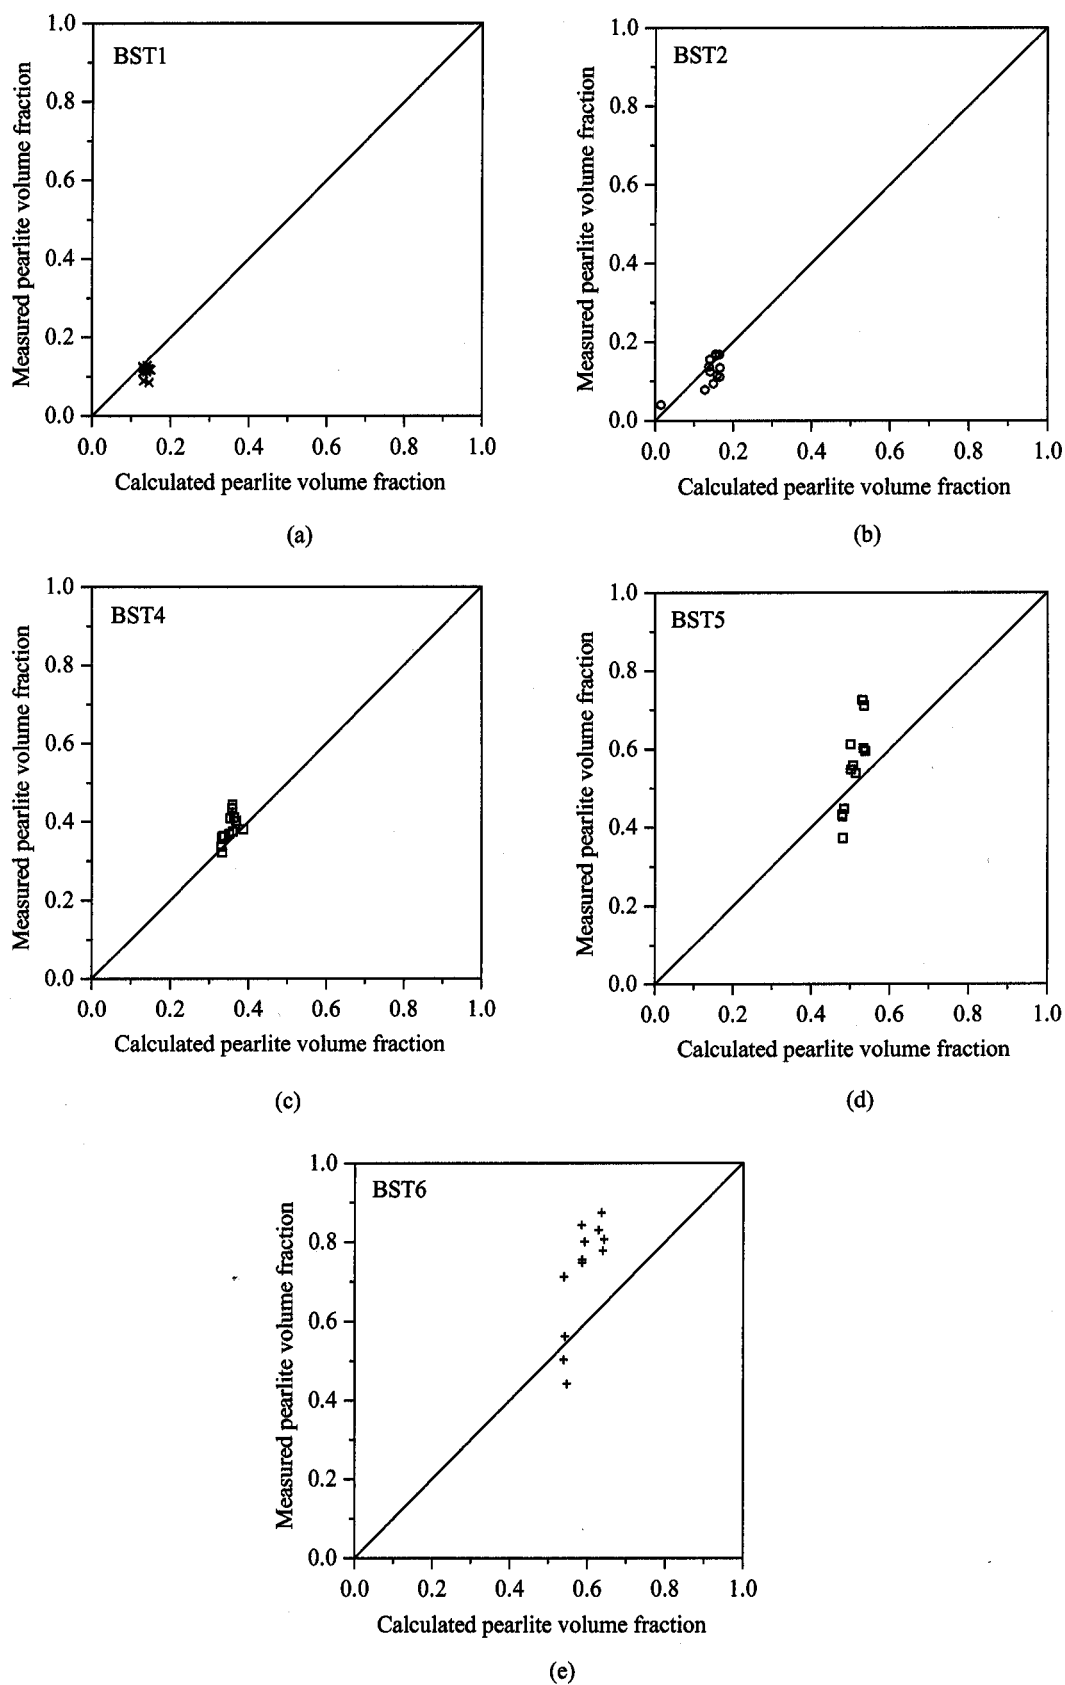 BST1
Measured pearlite volume fraction
1.0
0.8
0.6
0.4
0.2
0.0
0.0 0.2 0.4 0.6 0.8 1.0
Calculated pearlite volume fraction
(a)
BST2
Measured pearlite volume fraction
1.0
0.8
0.6
0.4
0.2
0.0
0.0 0.2 0.4 0.6 0.8 1.0
Calculated pearlite volume fraction
(b)
BST4
Measured pearlite volume fraction
1.0
0.8
0.6
0.4
0.2
0.0
0.0 0.2 0.4 0.6 0.8 1.0
Calculated pearlite volume fraction
(c)
BST5
Measured pearlite volume fraction
1.0
0.8
0.6
0.4
0.2
0.0
0.0 0.2 0.4 0.6 0.8 1.0
Calculated pearlite volume fraction
(d)
BST6
Measured pearlite volume fraction
1.0
0.8
0.6
0.4
0.2
0.0
0.0 0.2 0.4 0.6 0.8 1.0
Calculated pearlite volume fraction
(e)